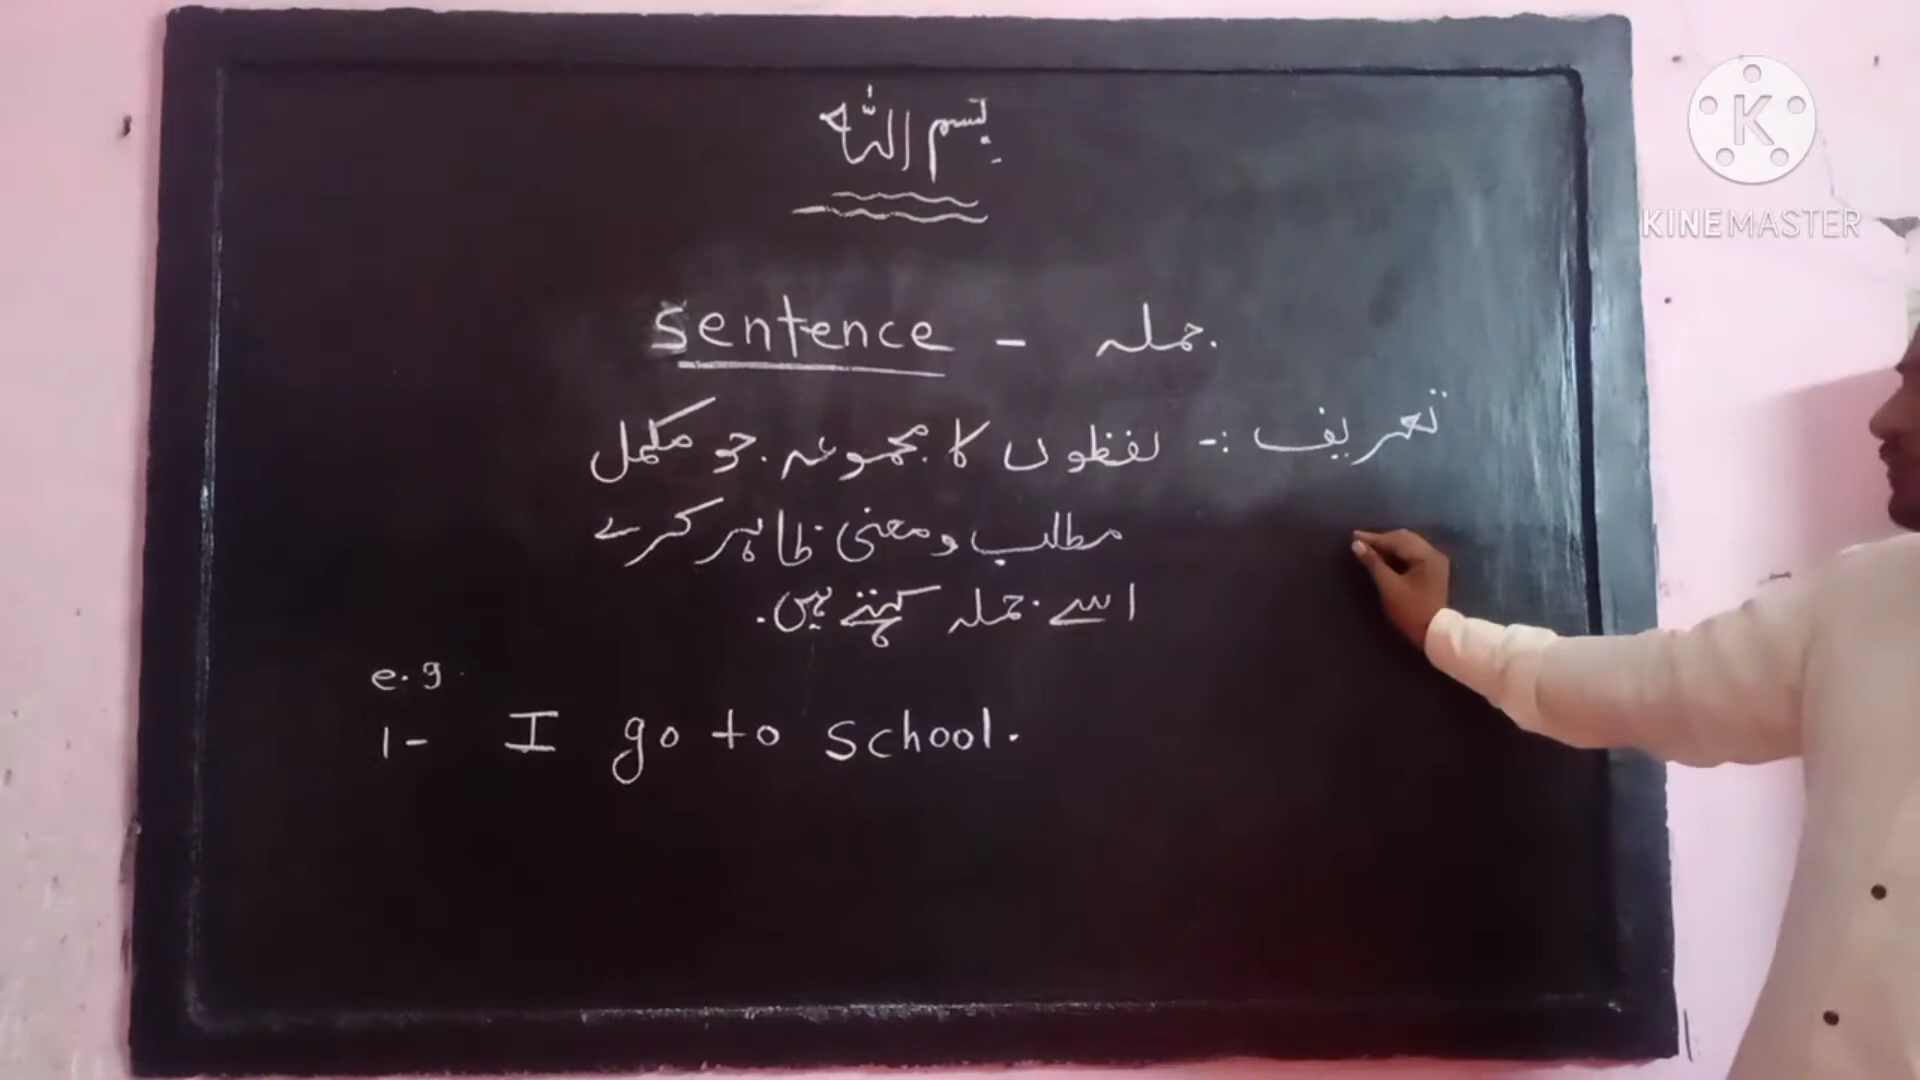 بسم اللہ
Sentence - جملہ
تعریف :- لفظوں کا مجموعہ جو مکمل
مطلب و معنی ظاہر کرے
اسے جملہ کہتے ہیں.
e.g.
1- I go to school.
K
KINEMASTER